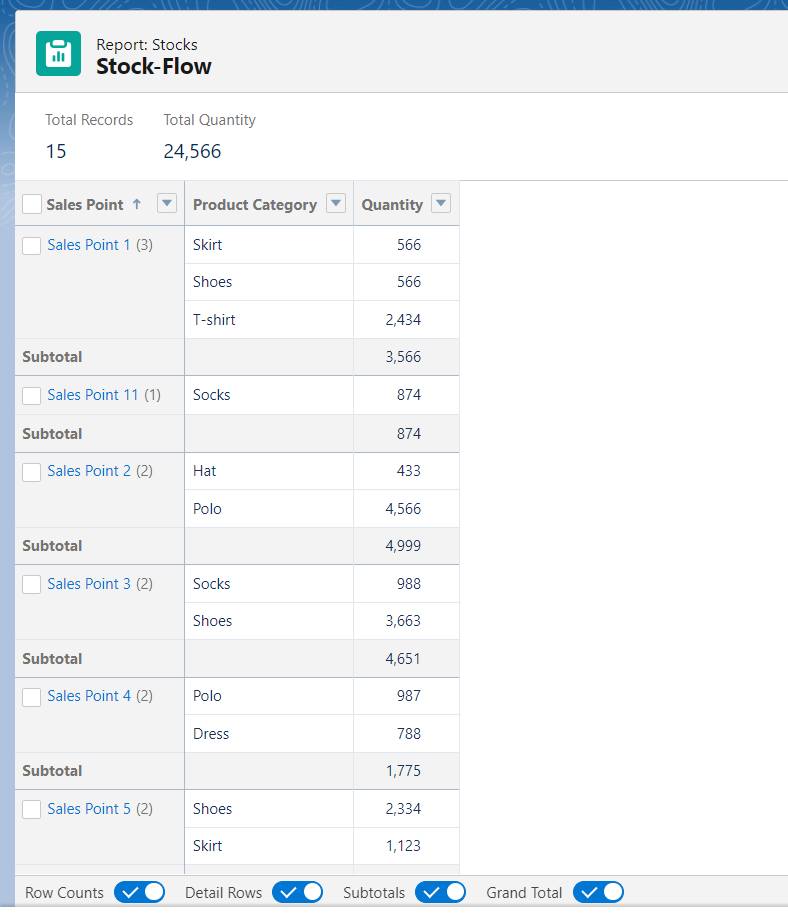 Report: Stocks
Stock-Flow
Total Records Total Quantity
15 24,566
Sales Point ↑ Product Category Quantity
Sales Point 1 (3) Skirt 566
Shoes 566
T-shirt 2,434
Subtotal 3,566
Sales Point 11 (1) Socks 874
Subtotal 874
Sales Point 2 (2) Hat 433
Polo 4,566
Subtotal 4,999
Sales Point 3 (2) Socks 988
Shoes 3,663
Subtotal 4,651
Sales Point 4 (2) Polo 987
Dress 788
Subtotal 1,775
Sales Point 5 (2) Shoes 2,334
Skirt 1,123
Row Counts Detail Rows Subtotals Grand Total